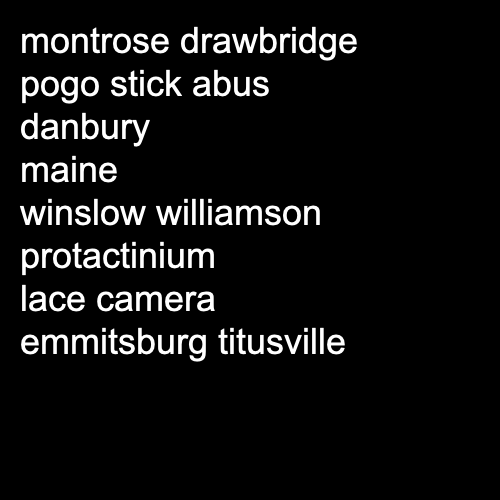 montrose drawbridge
pogo stick abus
danbury
maine
winslow williamson
protactinium
lace camera
emmitsburg titusville